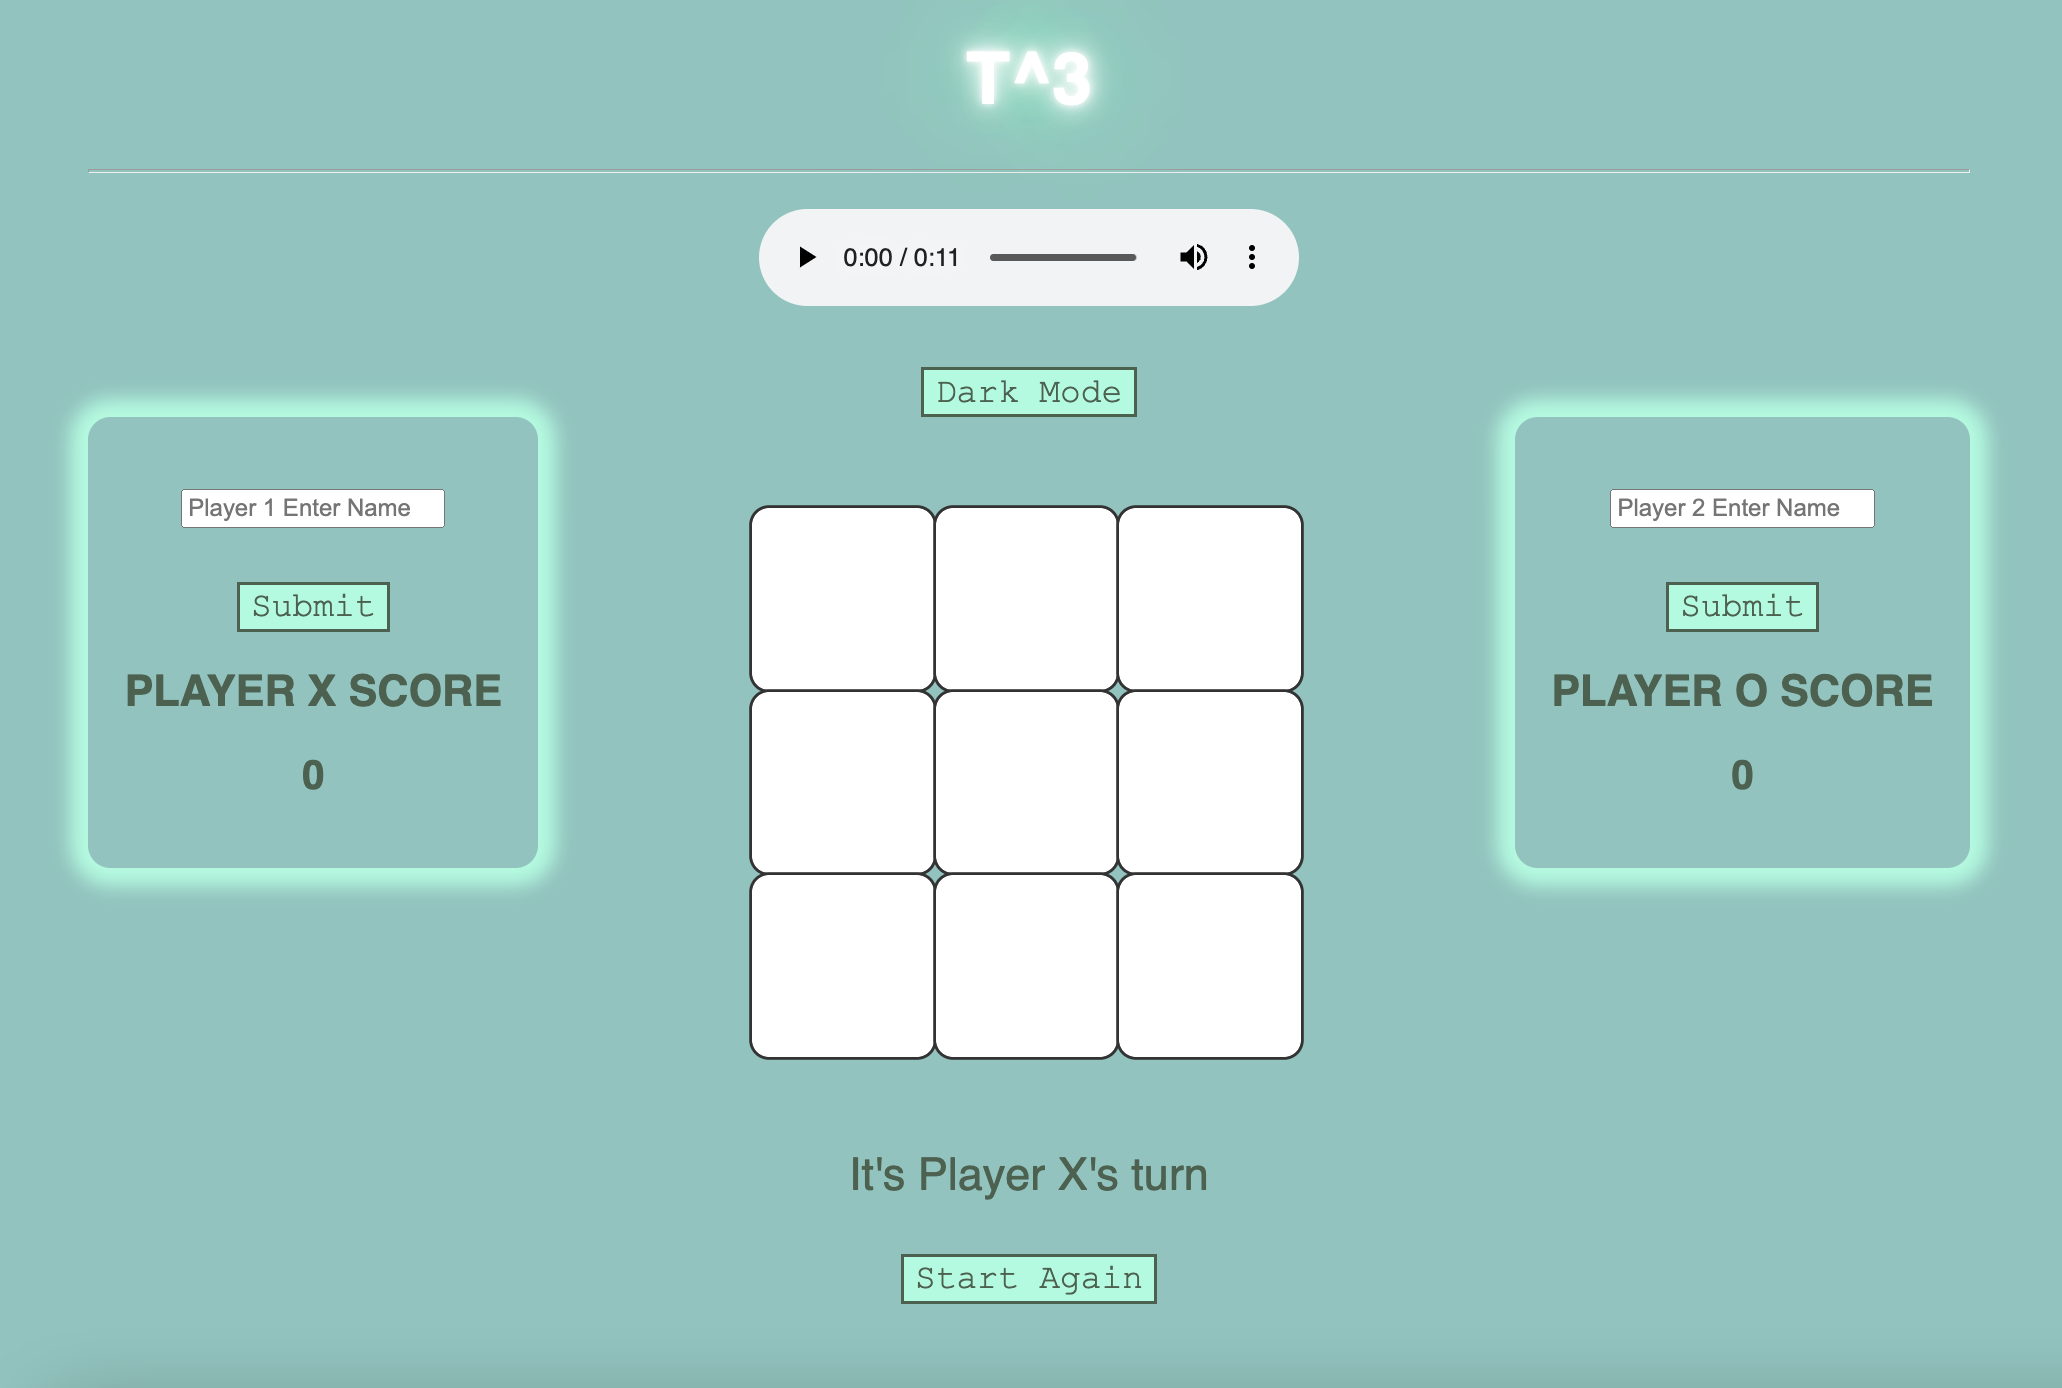 T^3
0:00 / 0:11
Dark Mode
Player 1 Enter Name
Submit
PLAYER X SCORE
0
Player 2 Enter Name
Submit
PLAYER O SCORE
0
It's Player X's turn
Start Again